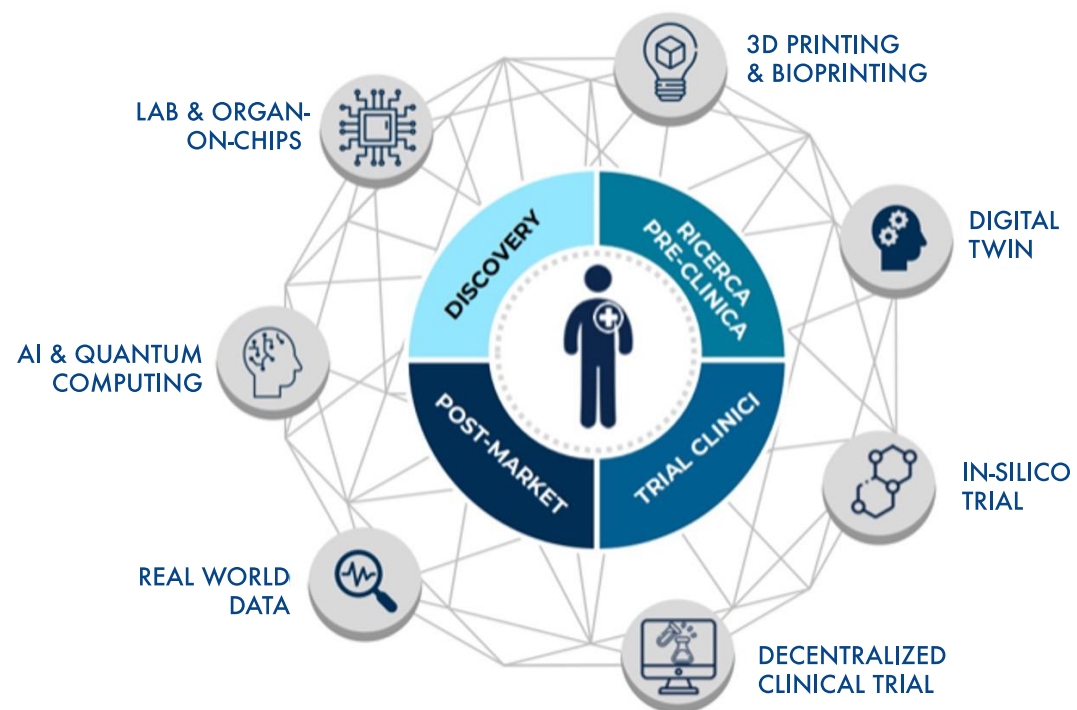 3D PRINTING
& BIOPRINTING
LAB & ORGAN-
ON-CHIPS
DIGITAL
TWIN
DISCOVERY
RICERCA
PRE-CLINICA
AI & QUANTUM
COMPUTING
POST-MARKET
TRIAL CLINICI
IN-SILICO
TRIAL
REAL WORLD
DATA
DECENTRALIZED
CLINICAL TRIAL